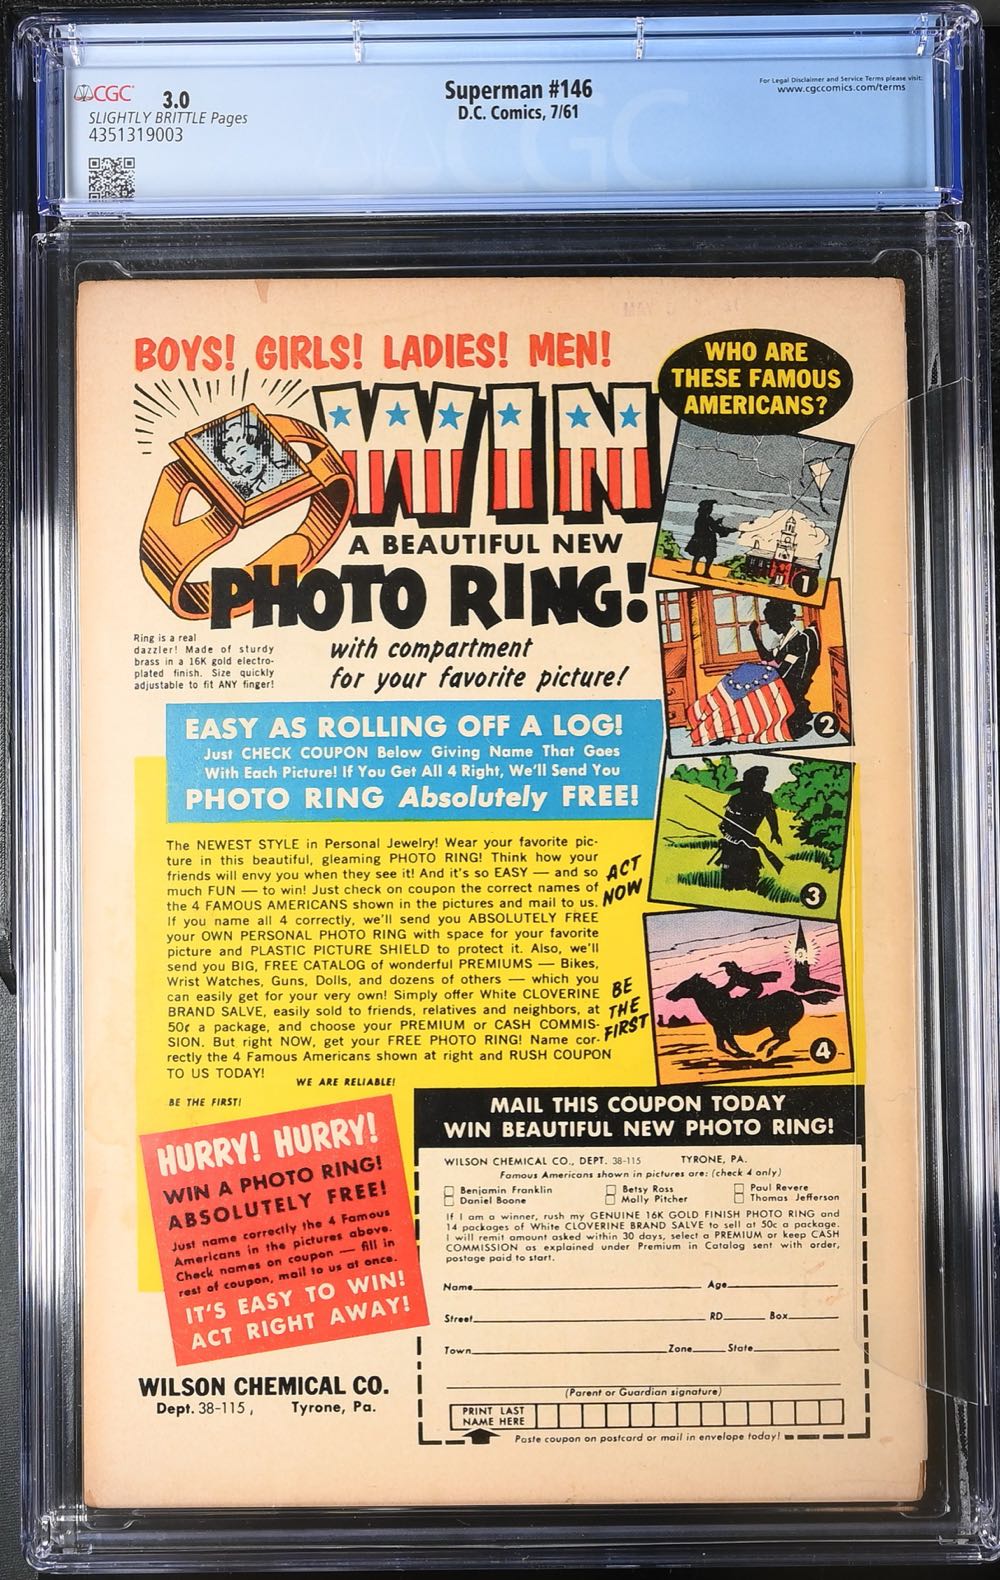 CGC 3.0
SLIGHTLY BRITTLE Pages
4351319003
Superman #146
D.C. Comics, 7/61
For Legal Disclaimer and Service Terms please visit:
www.cgccomics.com/terms
BOYS! GIRLS! LADIES! MEN!
WIN
A BEAUTIFUL NEW
PHOTO RING!
with compartment
for your favorite picture!
Ring is a real
dazzler! Made of sturdy
brass in a 16K gold electro-
plated finish. Size quickly
adjustable to fit ANY finger!
WHO ARE
THESE FAMOUS
AMERICANS?
1
2
3
4
EASY AS ROLLING OFF A LOG!
Just CHECK COUPON Below Giving Name That Goes
With Each Picture! If You Get All 4 Right, We'll Send You
PHOTO RING Absolutely FREE!
The NEWEST STYLE in Personal Jewelry! Wear your favorite pic-
ture in this beautiful, gleaming PHOTO RING! Think how your
friends will envy you when they see it! And it's so EASY — and so
much FUN — to win! Just check on coupon the correct names of
the 4 FAMOUS AMERICANS shown in the pictures and mail to us.
If you name all 4 correctly, we'll send you ABSOLUTELY FREE
your OWN PERSONAL PHOTO RING with space for your favorite
picture and PLASTIC PICTURE SHIELD to protect it. Also, we'll
send you BIG, FREE CATALOG of wonderful PREMIUMS — Bikes,
Wrist Watches, Guns, Dolls, and dozens of others — which you
can easily get for your very own! Simply offer White CLOVERINE
BRAND SALVE, easily sold to friends, relatives and neighbors, at
50¢ a package, and choose your PREMIUM or CASH COMMIS-
SION. But right NOW, get your FREE PHOTO RING! Name cor-
rectly the 4 Famous Americans shown at right and RUSH COUPON
TO US TODAY!
WE ARE RELIABLE!
BE THE FIRST!
ACT
NOW
BE
THE
FIRST
HURRY! HURRY!
WIN A PHOTO RING!
ABSOLUTELY FREE!
Just name correctly the 4 Famous
Americans in the pictures above.
Check names on coupon — fill in
rest of coupon, mail to us at once.
IT'S EASY TO WIN!
ACT RIGHT AWAY!
WILSON CHEMICAL CO.
Dept. 38-115, Tyrone, Pa.
MAIL THIS COUPON TODAY
WIN BEAUTIFUL NEW PHOTO RING!
WILSON CHEMICAL CO., DEPT. 38-115 TYRONE, PA.
Famous Americans shown in pictures are: (check 4 only)
Benjamin Franklin Betsy Ross Paul Revere
Daniel Boone Molly Pitcher Thomas Jefferson
If I am a winner, rush my GENUINE 16K GOLD FINISH PHOTO RING and
14 packages of White CLOVERINE BRAND SALVE to sell at 50c a package.
I will remit amount asked within 30 days, select a PREMIUM or keep CASH
COMMISSION as explained under Premium in Catalog sent with order,
postage paid to start.
Name Age
Street RD Box
Town Zone State
(Parent or Guardian signature)
PRINT LAST
NAME HERE
Paste coupon on postcard or mail in envelope today!